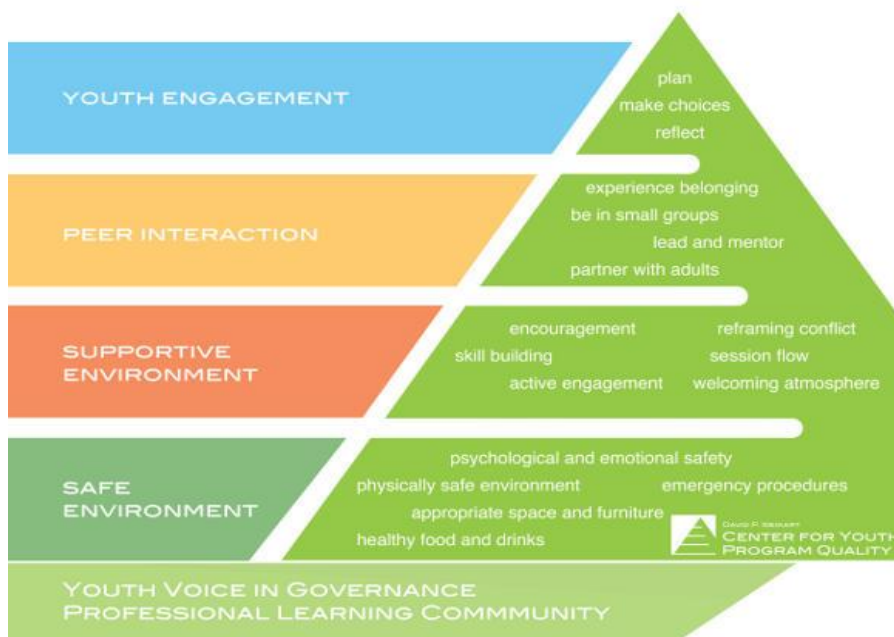 YOUTH ENGAGEMENT
plan
make choices
reflect
PEER INTERACTION
experience belonging
be in small groups
lead and mentor
partner with adults
SUPPORTIVE
ENVIRONMENT
encouragement reframing conflict
skill building session flow
active engagement welcoming atmosphere
SAFE
ENVIRONMENT
psychological and emotional safety
physically safe environment emergency procedures
appropriate space and furniture
healthy food and drinks
DAVID P. WEIKART
CENTER FOR YOUTH
PROGRAM QUALITY
YOUTH VOICE IN GOVERNANCE
PROFESSIONAL LEARNING COMMMUNITY